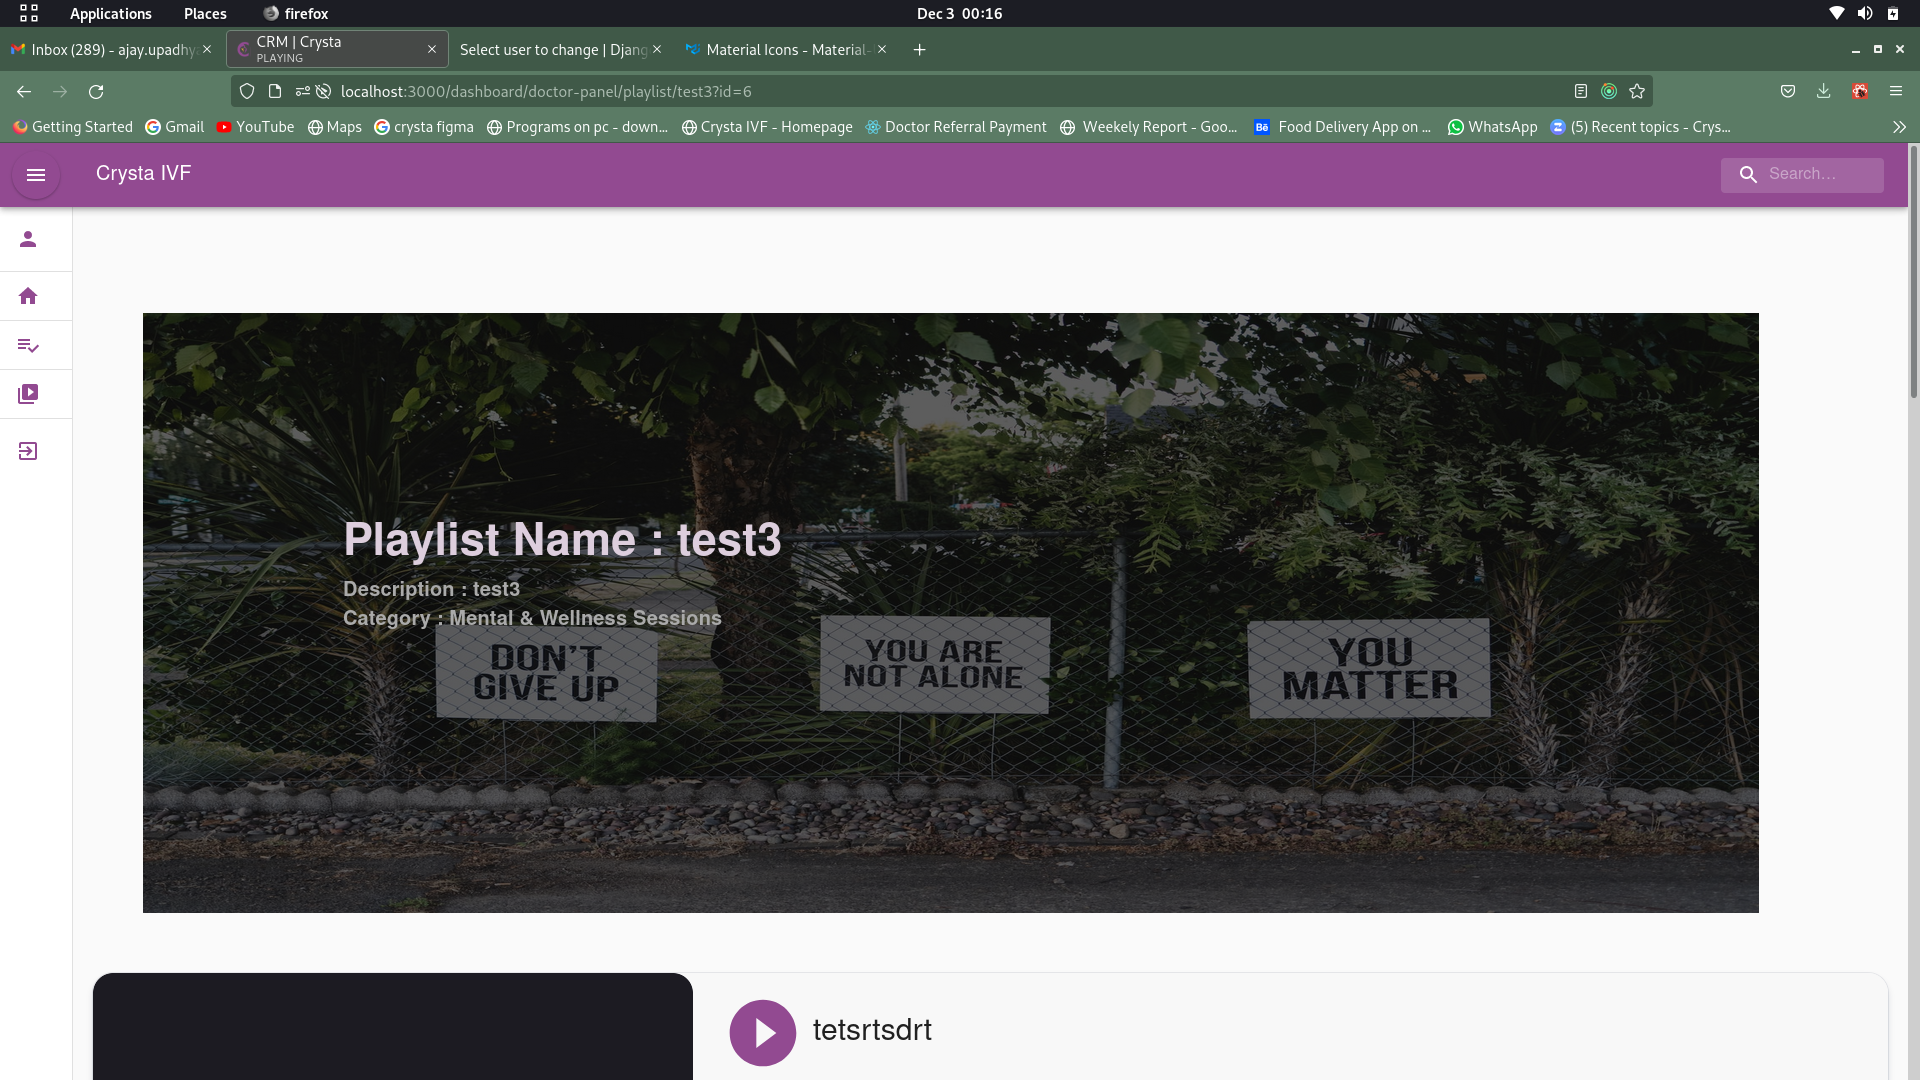 Applications Places firefox Dec 3 00:16
Inbox (289) - ajay.upadhy
CRM | Crysta
PLAYING
Select user to change | Djang
Material Icons - Material-
localhost:3000/dashboard/doctor-panel/playlist/test3?id=6
Getting Started Gmail YouTube Maps crysta figma Programs on pc - down... Crysta IVF - Homepage Doctor Referral Payment Weekely Report - Goo... Bē Food Delivery App on ... WhatsApp (5) Recent topics - Crys...
Crysta IVF
Search...
Playlist Name : test3
Description : test3
Category : Mental & Wellness Sessions
DON'T
GIVE UP
YOU ARE
NOT ALONE
YOU
MATTER
tetsrtsdrt